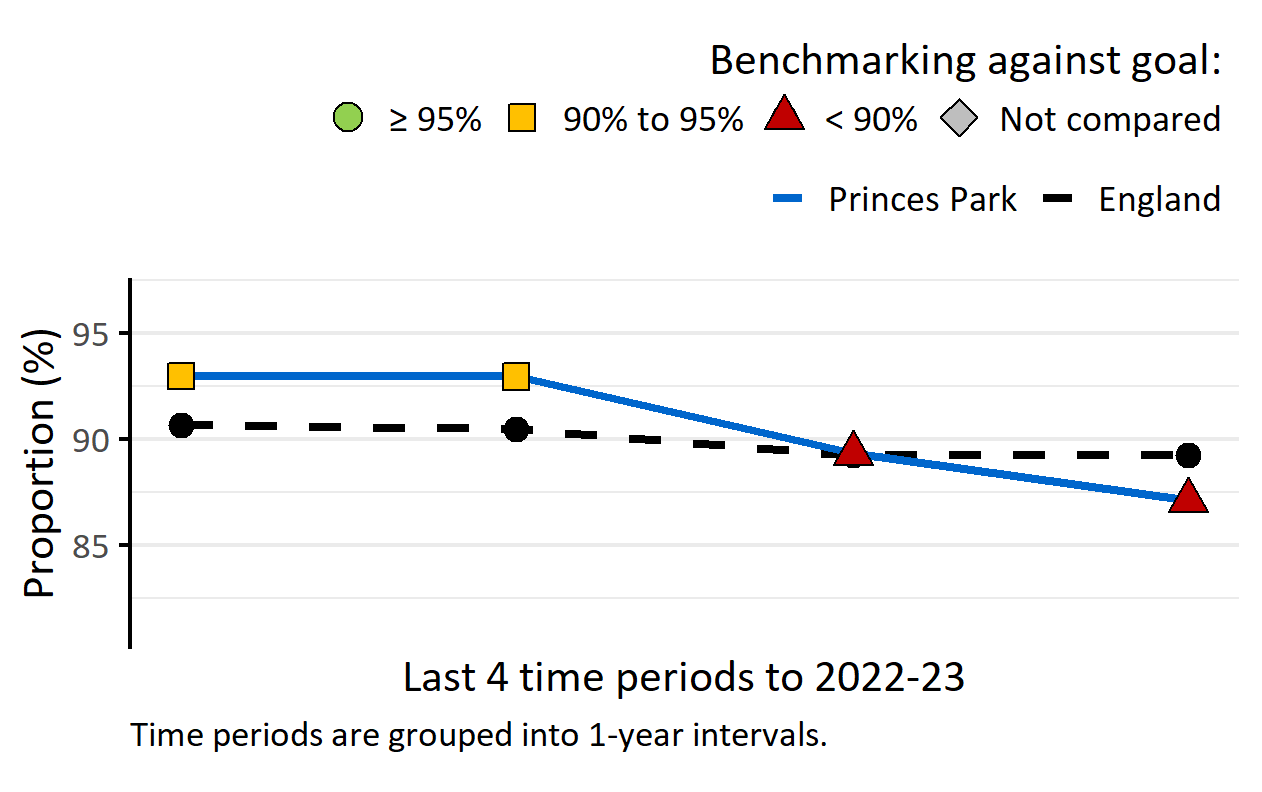 Benchmarking against goal:
≥ 95% 90% to 95% < 90% Not compared
Princes Park England
Proportion (%)
95
90
85
Last 4 time periods to 2022-23
Time periods are grouped into 1-year intervals.